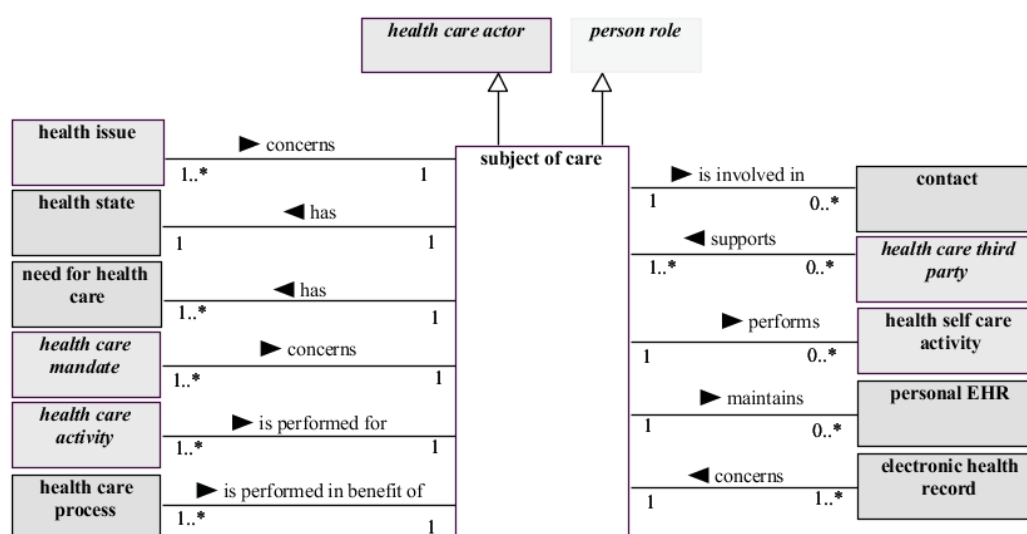 health care actor
person role
health issue
concerns
1..*
1
subject of care
is involved in
1
0..*
contact
health state
has
1
1
supports
1..*
0..*
health care third
party
need for health
care
has
1..*
1
performs
1
0..*
health self care
activity
health care
mandate
concerns
1..*
1
maintains
1
0..*
personal EHR
health care
activity
is performed for
1..*
1
concerns
1
1..*
electronic health
record
health care
process
is performed in benefit of
1..*
1